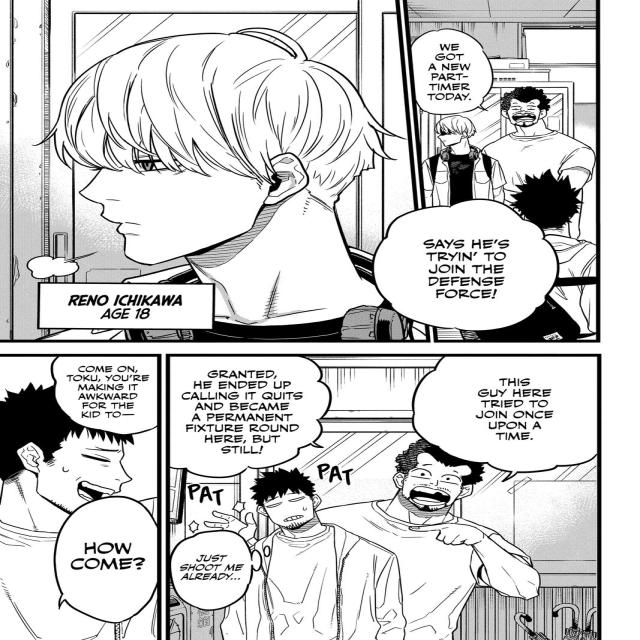 WE
GOT
A NEW
PART-
TIMER
TODAY.
SAYS HE'S
TRYIN' TO
JOIN THE
DEFENSE
FORCE!
RENO ICHIKAWA
AGE 18
THIS
GUY HERE
TRIED TO
JOIN ONCE
UPON A
TIME.
GRANTED,
HE ENDED UP
CALLING IT QUITS
AND BECAME
A PERMANENT
FIXTURE ROUND
HERE, BUT
STILL!
PAT
PAT
JUST
SHOOT ME
ALREADY...
COME ON,
TOKU, YOU'RE
MAKING IT
AWKWARD
FOR THE
KID TO—
HOW
COME?